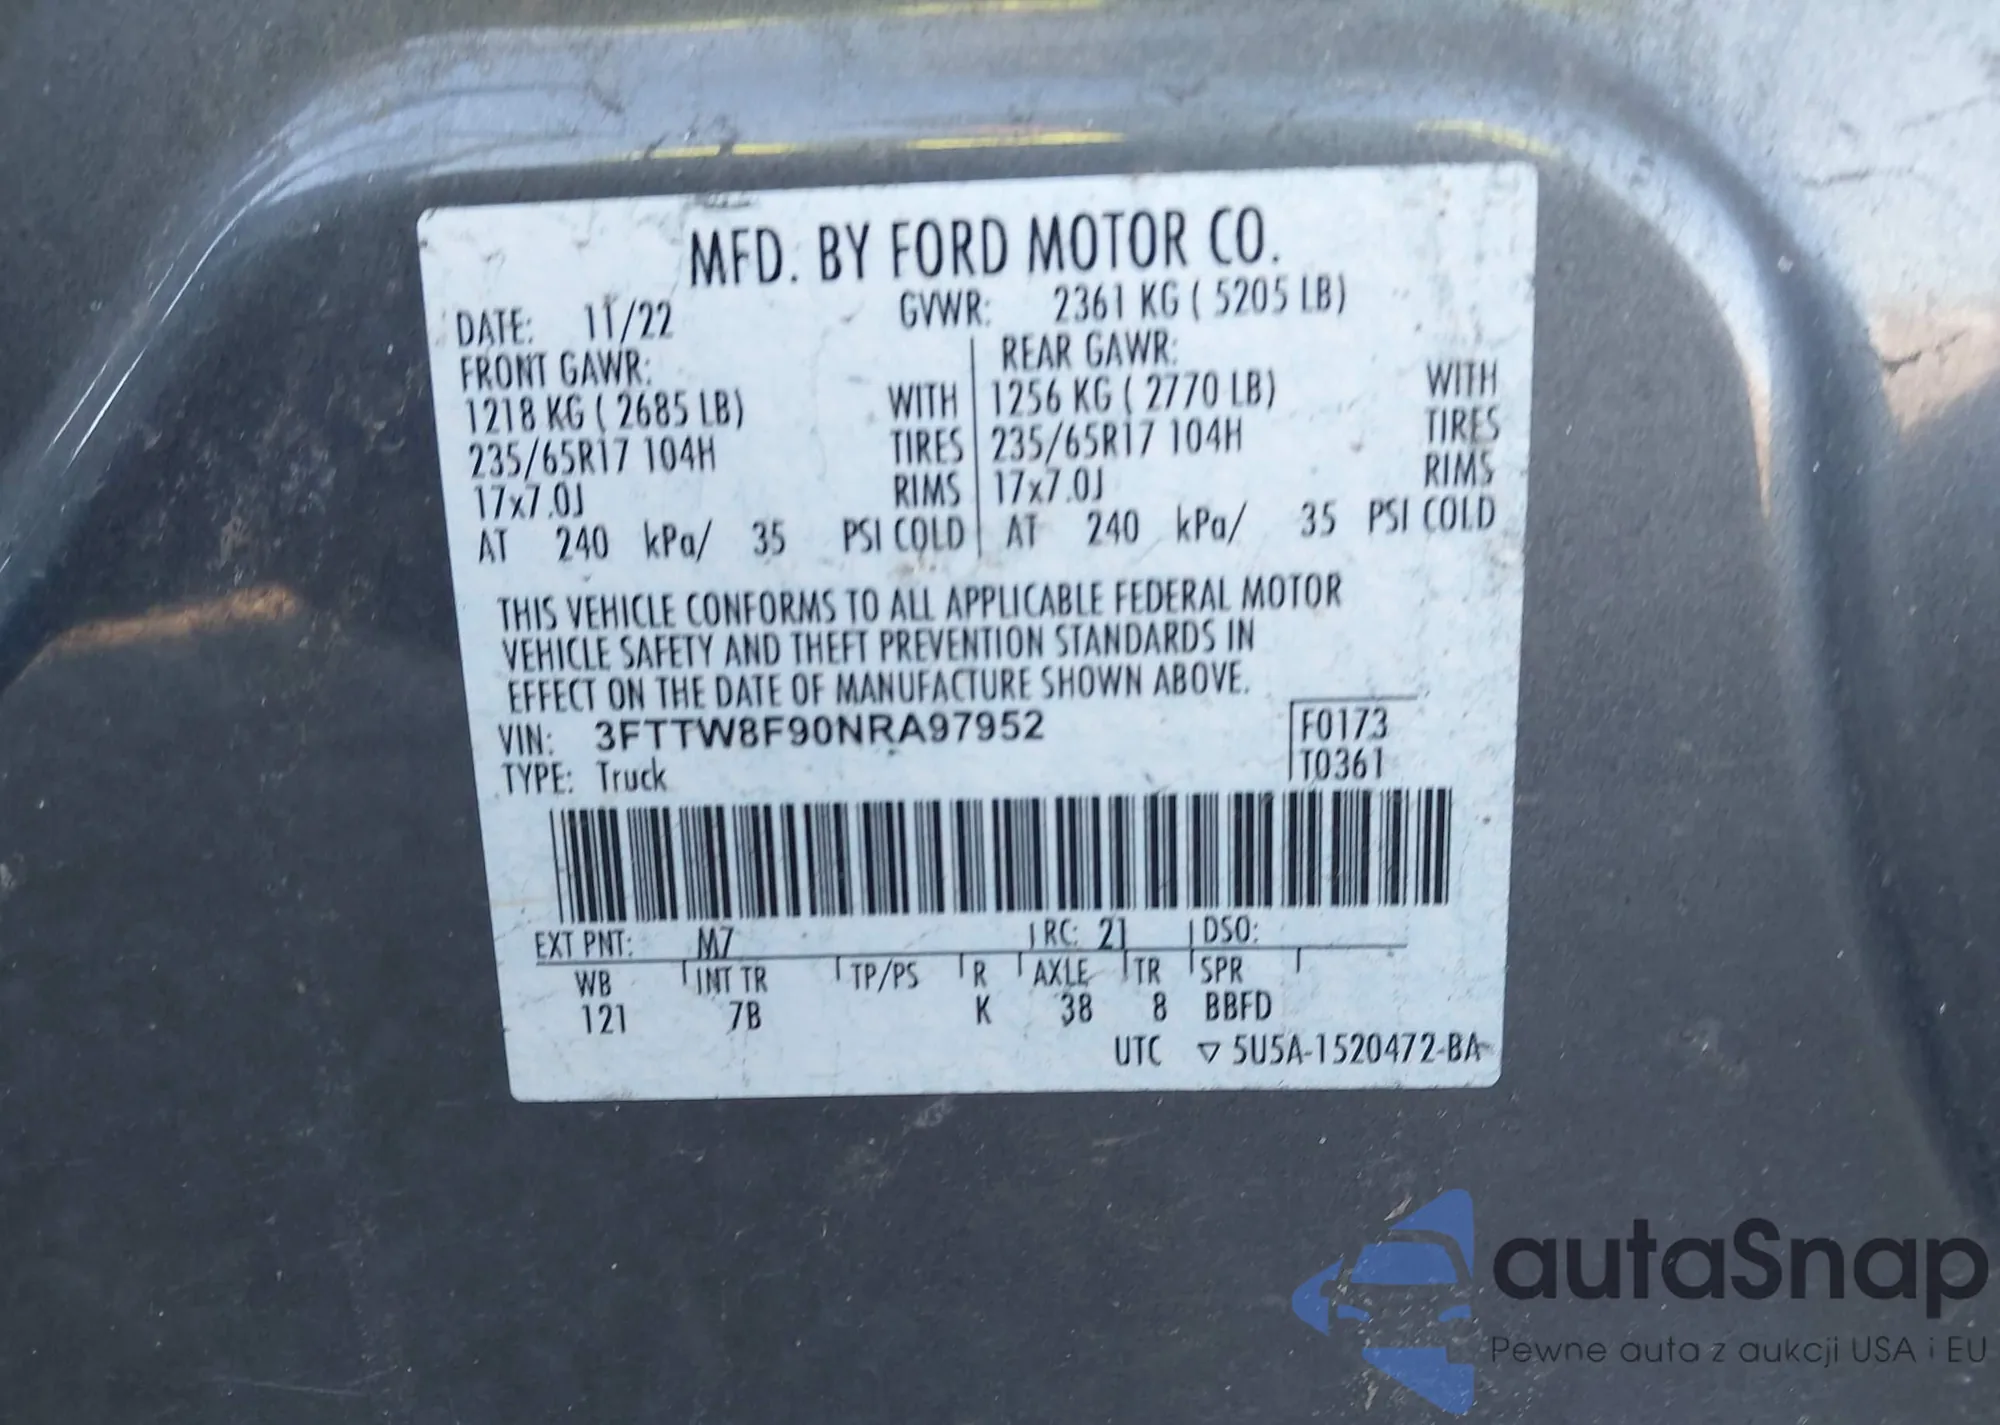 MFD. BY FORD MOTOR CO.
DATE: 11/22 GVWR: 2361 KG ( 5205 LB)
FRONT GAWR: REAR GAWR:
1218 KG ( 2685 LB) WITH 1256 KG ( 2770 LB) WITH
235/65R17 104H TIRES 235/65R17 104H TIRES
17x7.0J RIMS 17x7.0J RIMS
AT 240 kPa/ 35 PSI COLD AT 240 kPa/ 35 PSI COLD
THIS VEHICLE CONFORMS TO ALL APPLICABLE FEDERAL MOTOR
VEHICLE SAFETY AND THEFT PREVENTION STANDARDS IN
EFFECT ON THE DATE OF MANUFACTURE SHOWN ABOVE.
VIN: 3FTTW8F90NRA97952 F0173
TYPE: Truck T0361
EXT PNT: M7 RC: 21 DSO:
WB INT TR TP/PS R AXLE TR SPR
121 7B K 38 8 BBFD
UTC ▽ 5U5A-1520472-BA
autaSnap
Pewne auta z aukcji USA i EU